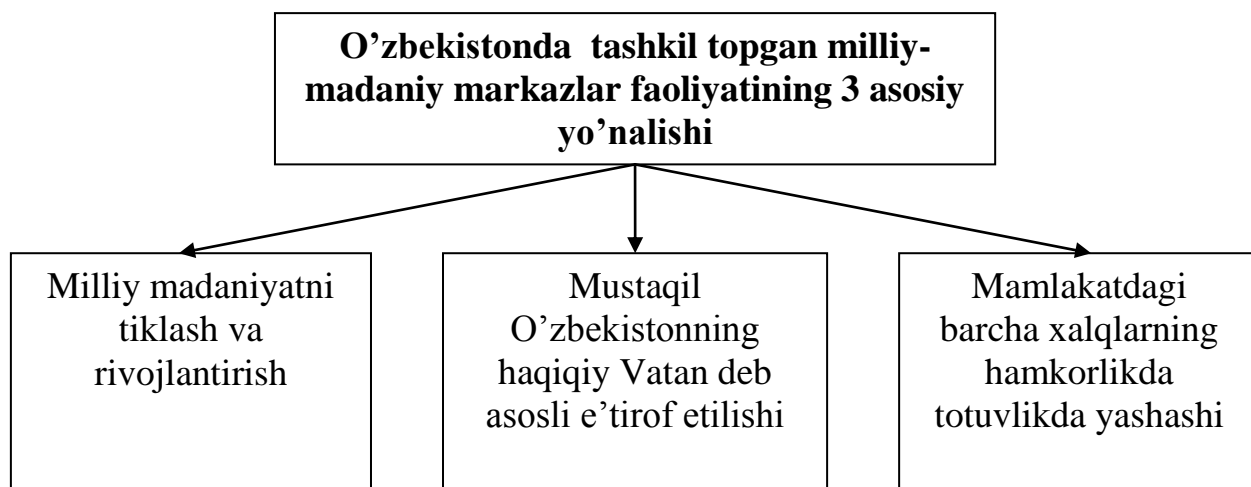 O’zbekistonda tashkil topgan milliy-
madaniy markazlar faoliyatining 3 asosiy
yo’nalishi
Milliy madaniyatni
tiklash va
rivojlantirish
Mustaqil
O’zbekistonning
haqiqiy Vatan deb
asosli e’tirof etilishi
Mamlakatdagi
barcha xalqlarning
hamkorlikda
totuvlikda yashashi